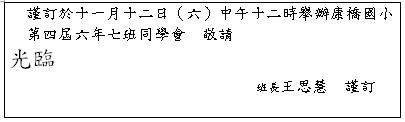 謹訂於十一月十二日（六）中午十二時舉辦康橋國小
第四屆六年七班同學會　敬請
光臨
班長王思慧　謹訂